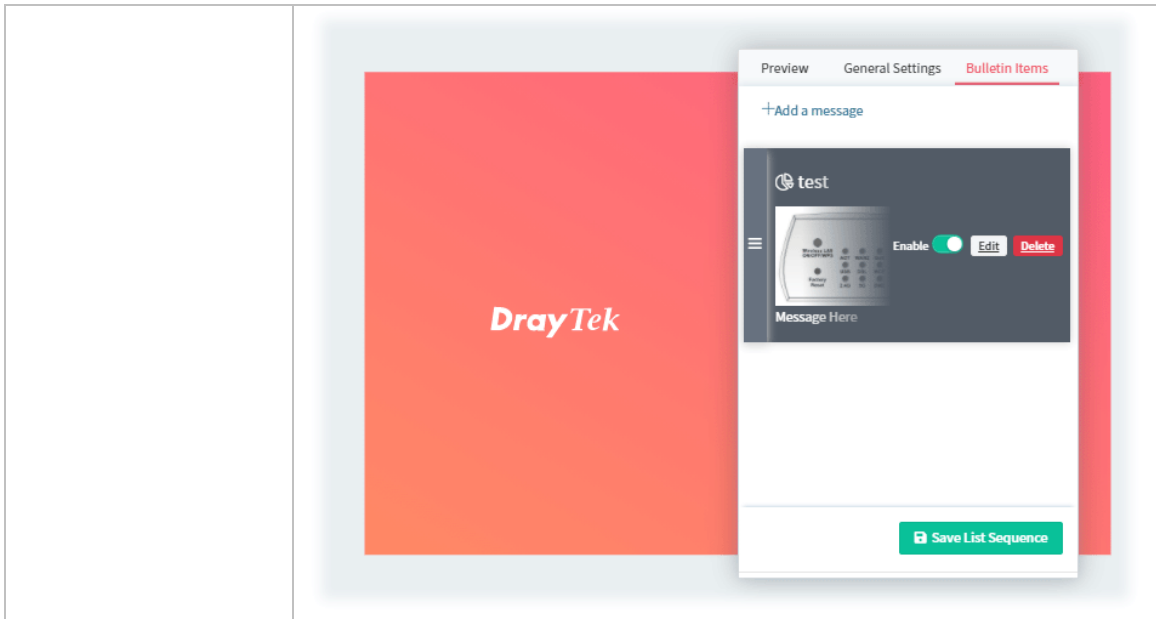 Preview General Settings Bulletin Items
+Add a message
test
Enable Edit Delete
Message Here
DrayTek
Save List Sequence